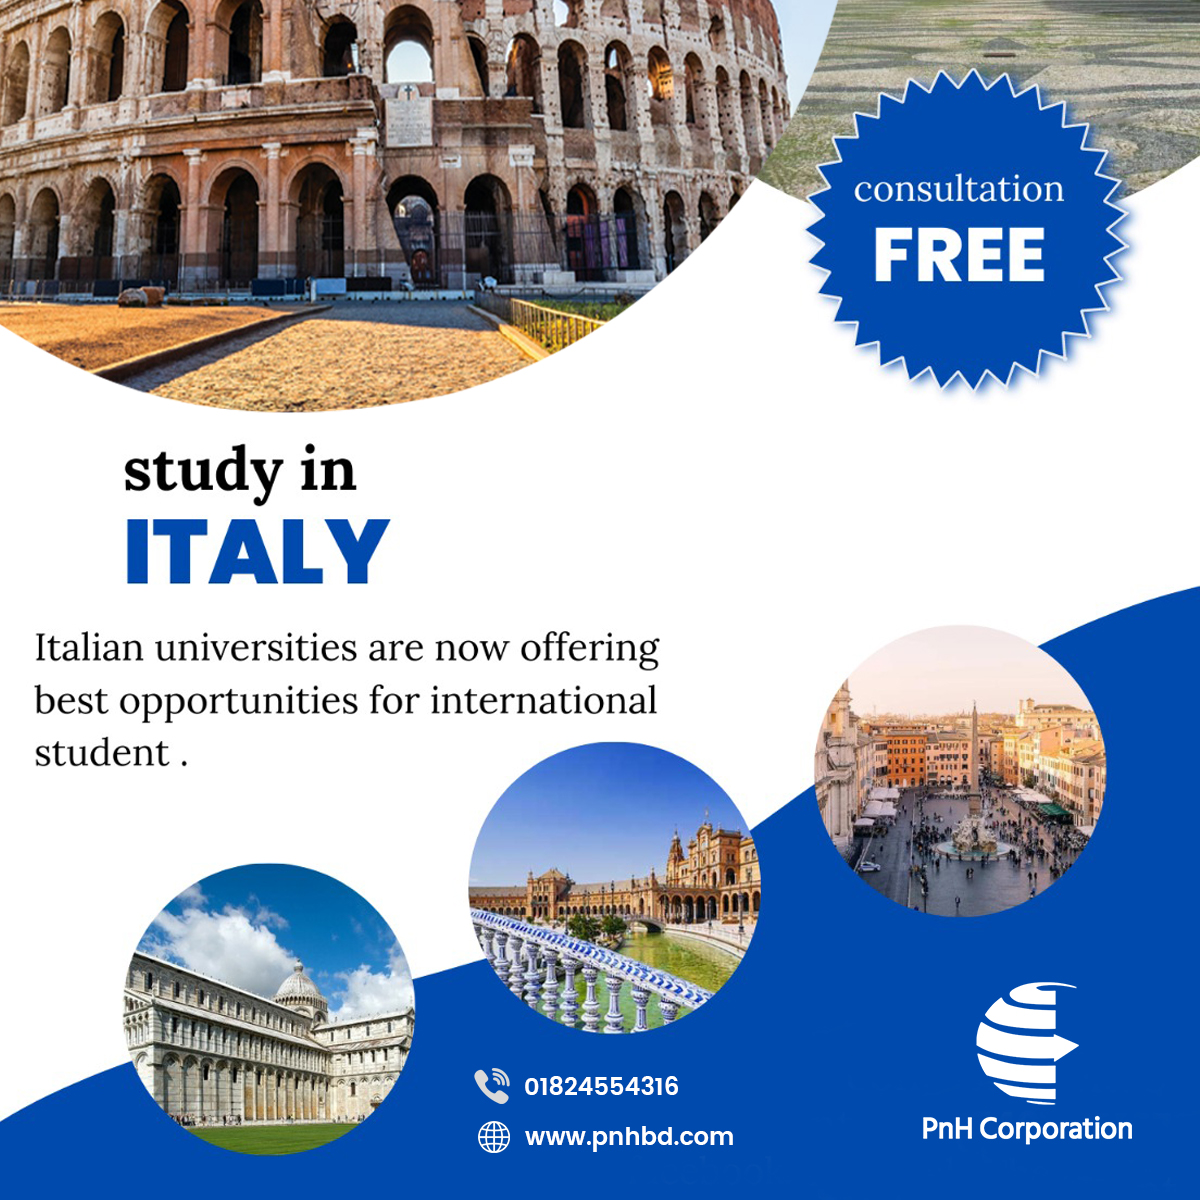 consultation
FREE
study in
ITALY
Italian universities are now offering
best opportunities for international
student .
01824554316
www.pnhbd.com
PnH Corporation